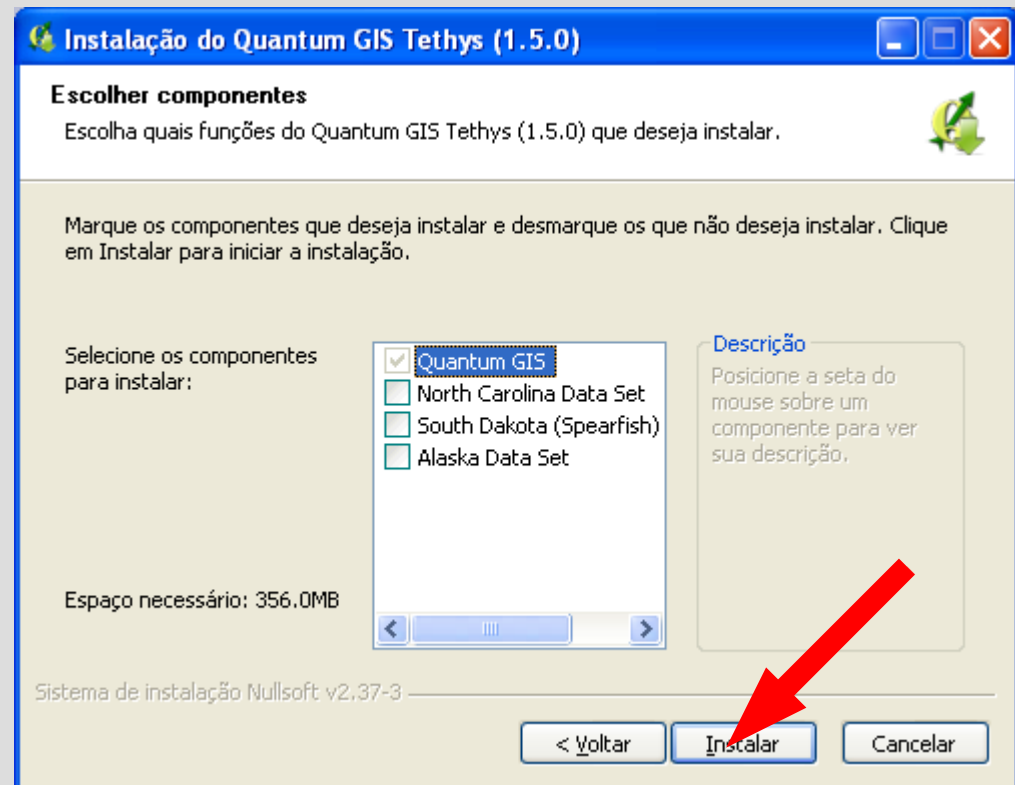 Instalação do Quantum GIS Tethys (1.5.0)
Escolher componentes
Escolha quais funções do Quantum GIS Tethys (1.5.0) que deseja instalar.
Marque os componentes que deseja instalar e desmarque os que não deseja instalar. Clique
em Instalar para iniciar a instalação.
Selecione os componentes
para instalar:
Quantum GIS
North Carolina Data Set
South Dakota (Spearfish)
Alaska Data Set
Descrição
Posicione a seta do
mouse sobre um
componente para ver
sua descrição.
Espaço necessário: 356.0MB
Sistema de instalação Nullsoft v2.37-3
< Voltar
Instalar
Cancelar